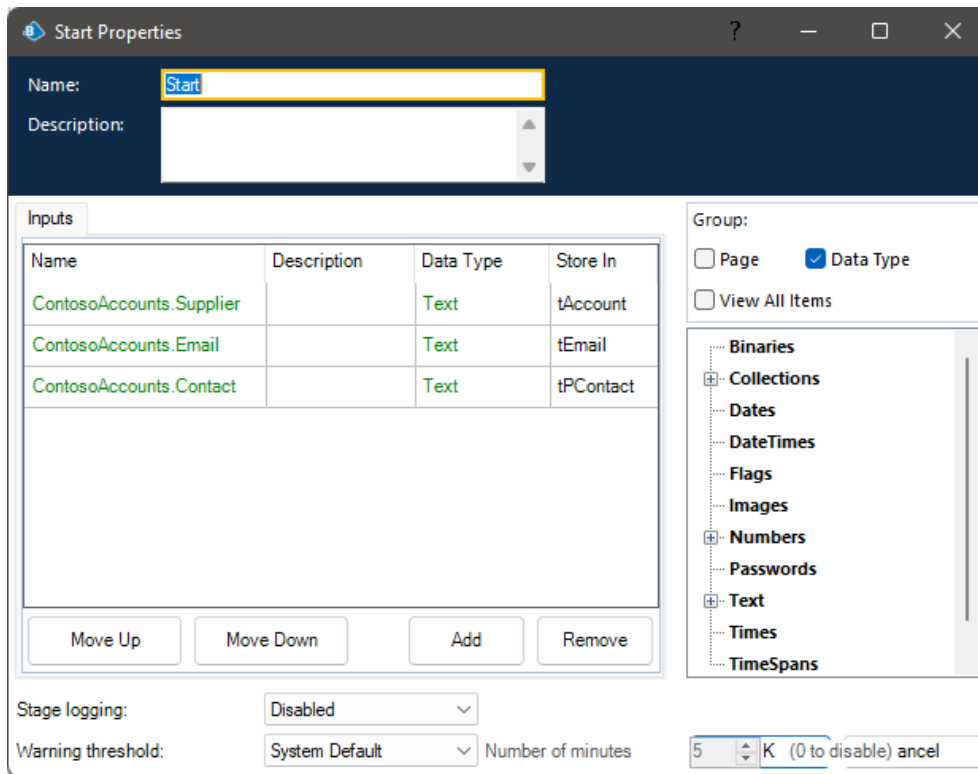 Start Properties
?
Name: Start
Description:
Inputs
Name Description Data Type Store In
ContosoAccounts.Supplier Text tAccount
ContosoAccounts.Email Text tEmail
ContosoAccounts.Contact Text tPContact
Move Up Move Down Add Remove
Group:
Page Data Type
View All Items
Binaries
Collections
Dates
DateTimes
Flags
Images
Numbers
Passwords
Text
Times
TimeSpans
Stage logging: Disabled
Warning threshold: System Default Number of minutes 5 K (0 to disable) ancel